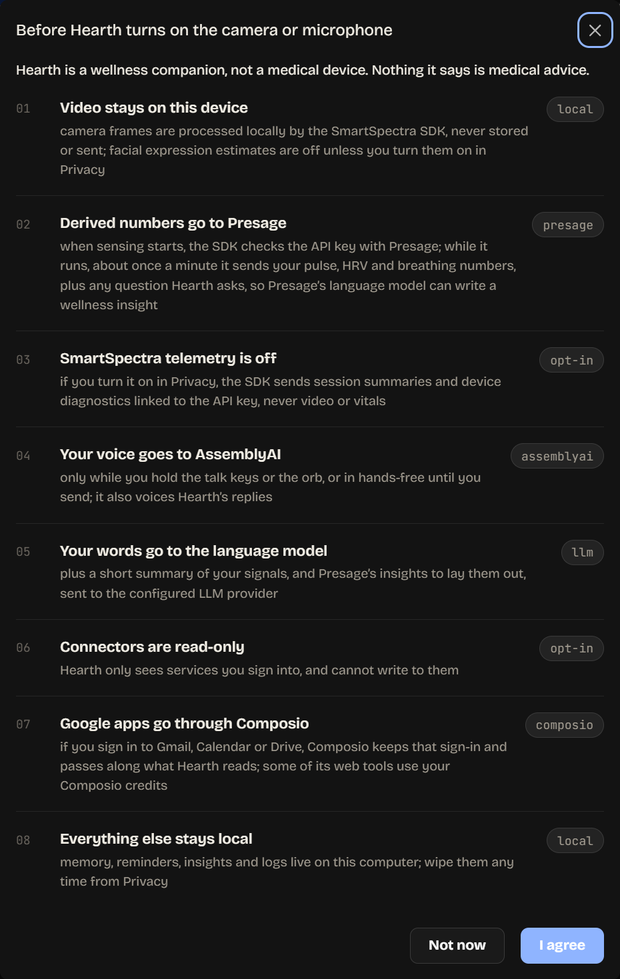 Before Hearth turns on the camera or microphone
Hearth is a wellness companion, not a medical device. Nothing it says is medical advice.
01
Video stays on this device
local
camera frames are processed locally by the SmartSpectra SDK, never stored
or sent; facial expression estimates are off unless you turn them on in
Privacy
02
Derived numbers go to Presage
presage
when sensing starts, the SDK checks the API key with Presage; while it
runs, about once a minute it sends your pulse, HRV and breathing numbers,
plus any question Hearth asks, so Presage's language model can write a
wellness insight
03
SmartSpectra telemetry is off
opt-in
if you turn it on in Privacy, the SDK sends session summaries and device
diagnostics linked to the API key, never video or vitals
04
Your voice goes to AssemblyAI
assemblyai
only while you hold the talk keys or the orb, or in hands-free until you
send; it also voices Hearth's replies
05
Your words go to the language model
llm
plus a short summary of your signals, and Presage's insights to lay them out,
sent to the configured LLM provider
06
Connectors are read-only
opt-in
Hearth only sees services you sign into, and cannot write to them
07
Google apps go through Composio
composio
if you sign in to Gmail, Calendar or Drive, Composio keeps that sign-in and
passes along what Hearth reads; some of its web tools use your
Composio credits
08
Everything else stays local
local
memory, reminders, insights and logs live on this computer; wipe them any
time from Privacy
Not now
I agree